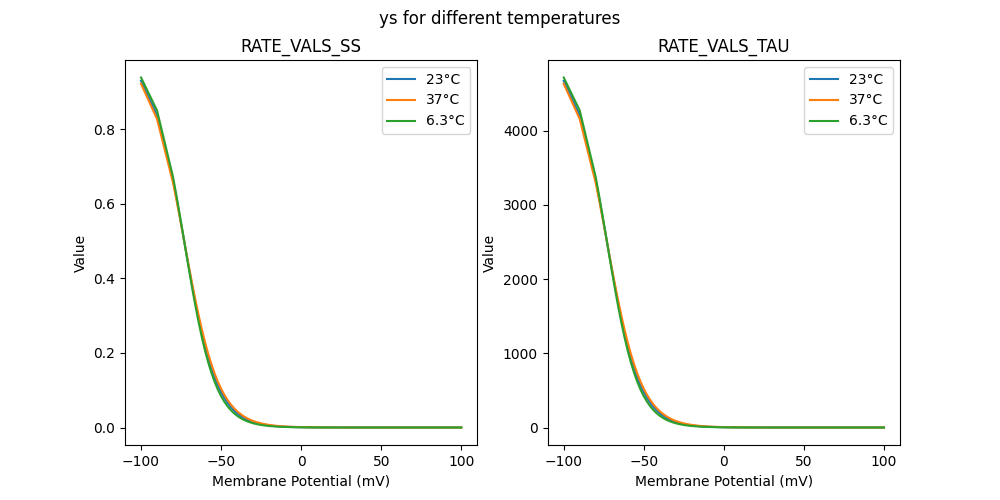 ys for different temperatures
RATE_VALS_SS
RATE_VALS_TAU
23°C
37°C
6.3°C
23°C
37°C
6.3°C
Value
0.8
0.6
0.4
0.2
0.0
−100
−50
0
50
100
Membrane Potential (mV)
Value
4000
3000
2000
1000
0
−100
−50
0
50
100
Membrane Potential (mV)